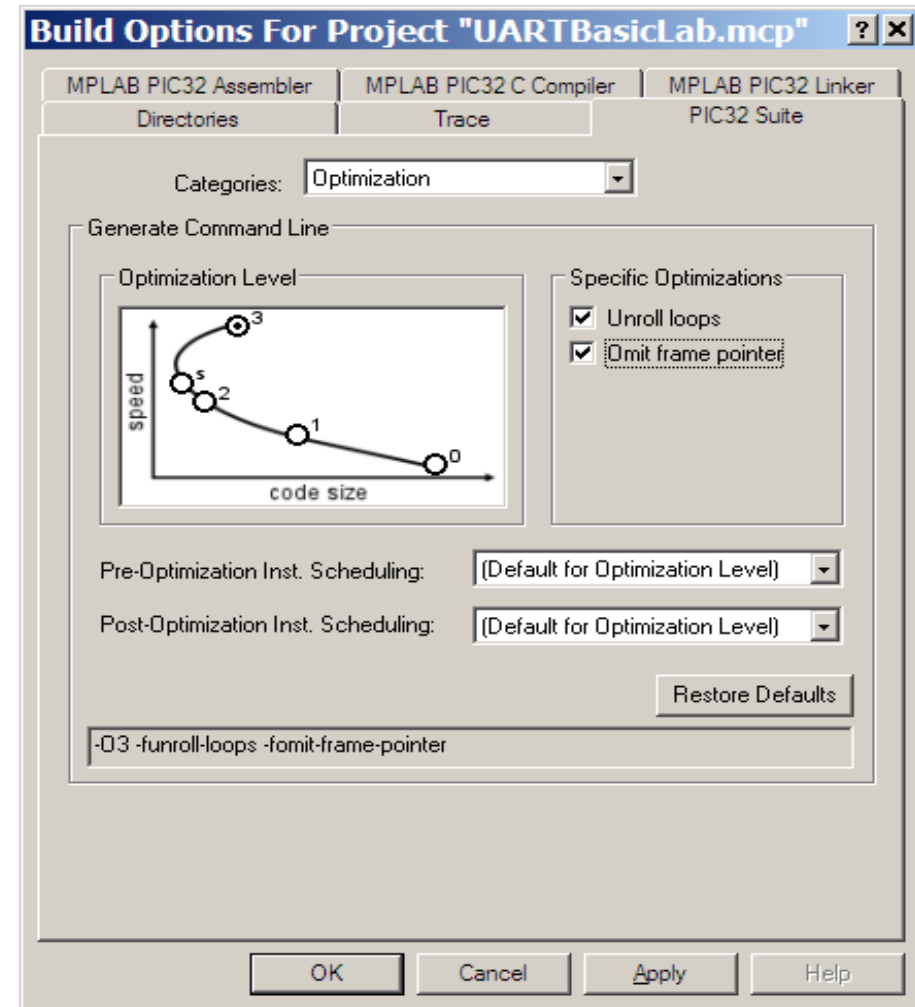 Build Options For Project "UARTBasicLab.mcp"
MPLAB PIC32 Assembler
MPLAB PIC32 C Compiler
MPLAB PIC32 Linker
Directories
Trace
PIC32 Suite
Categories:
Optimization
Generate Command Line
Optimization Level
speed
3
s
2
1
0
code size
Specific Optimizations
Unroll loops
Omit frame pointer
Pre-Optimization Inst. Scheduling:
(Default for Optimization Level)
Post-Optimization Inst. Scheduling:
(Default for Optimization Level)
Restore Defaults
-O3 -funroll-loops -fomit-frame-pointer
OK
Cancel
Apply
Help